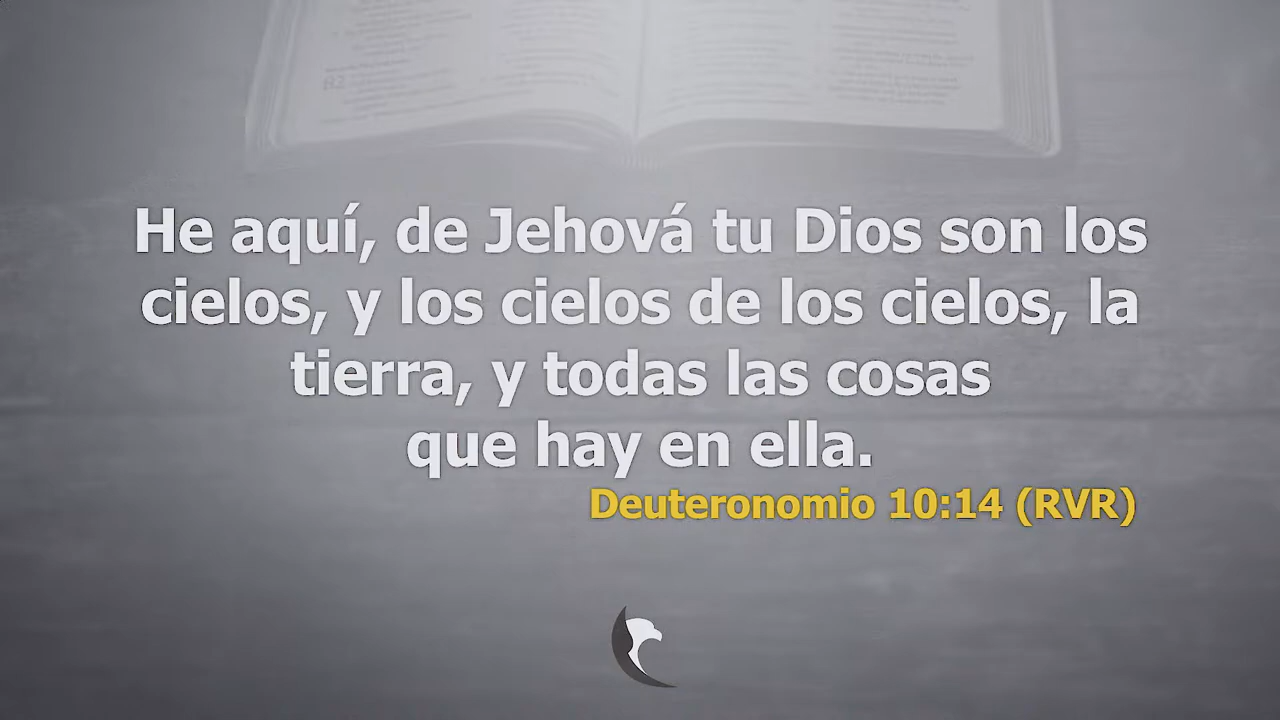 He aquí, de Jehová tu Dios son los
cielos, y los cielos de los cielos, la
tierra, y todas las cosas
que hay en ella.
Deuteronomio 10:14 (RVR)